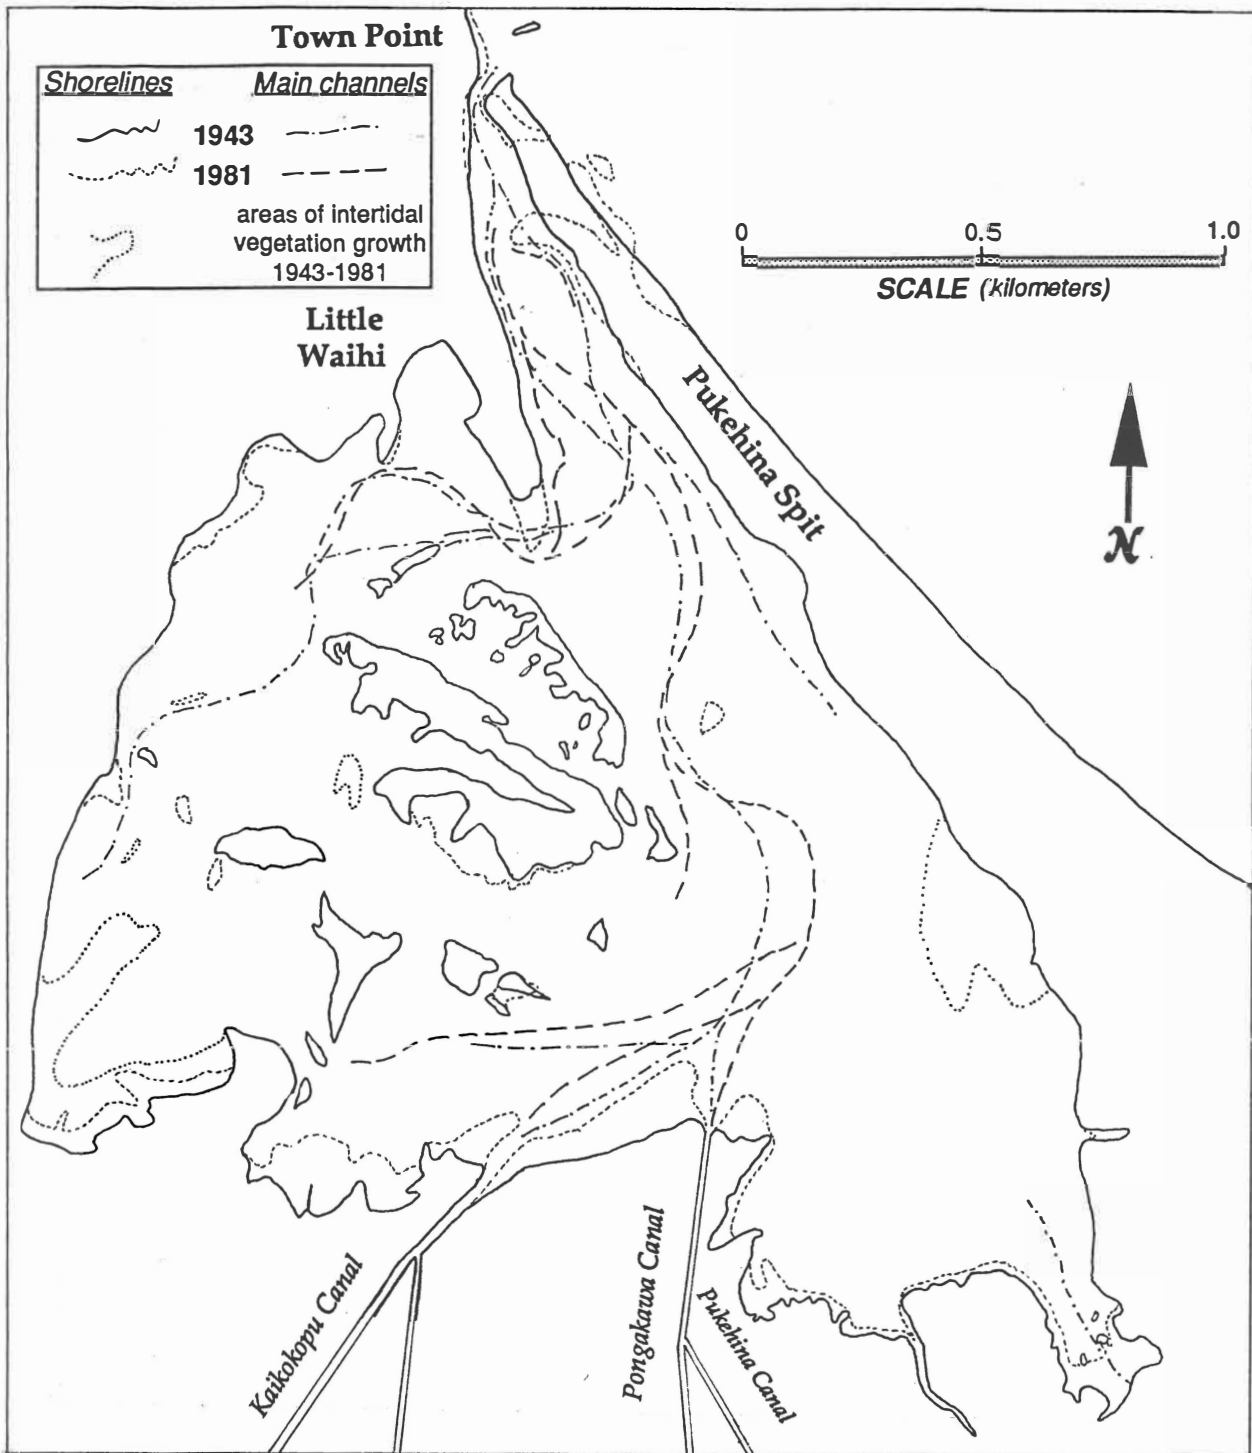 Town Point
Shorelines Main channels
1943
1981
areas of intertidal
vegetation growth
1943-1981
0 0.5 1.0
SCALE (kilometers)
Little
Waihi
Pukehina Spit
N
Kaikokopu Canal
Pongakawa Canal
Pukehina Canal